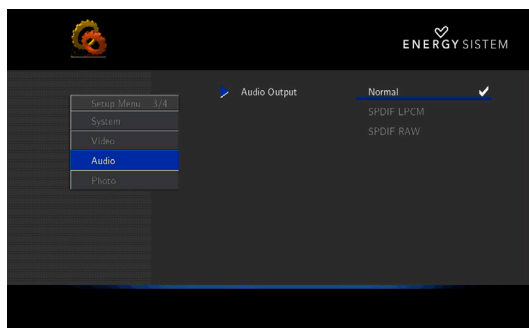 ENERGY SISTEM
Setup Menu 3/4
System
Video
Audio
Photo
Audio Output
Normal
SPDIF LPCM
SPDIF RAW